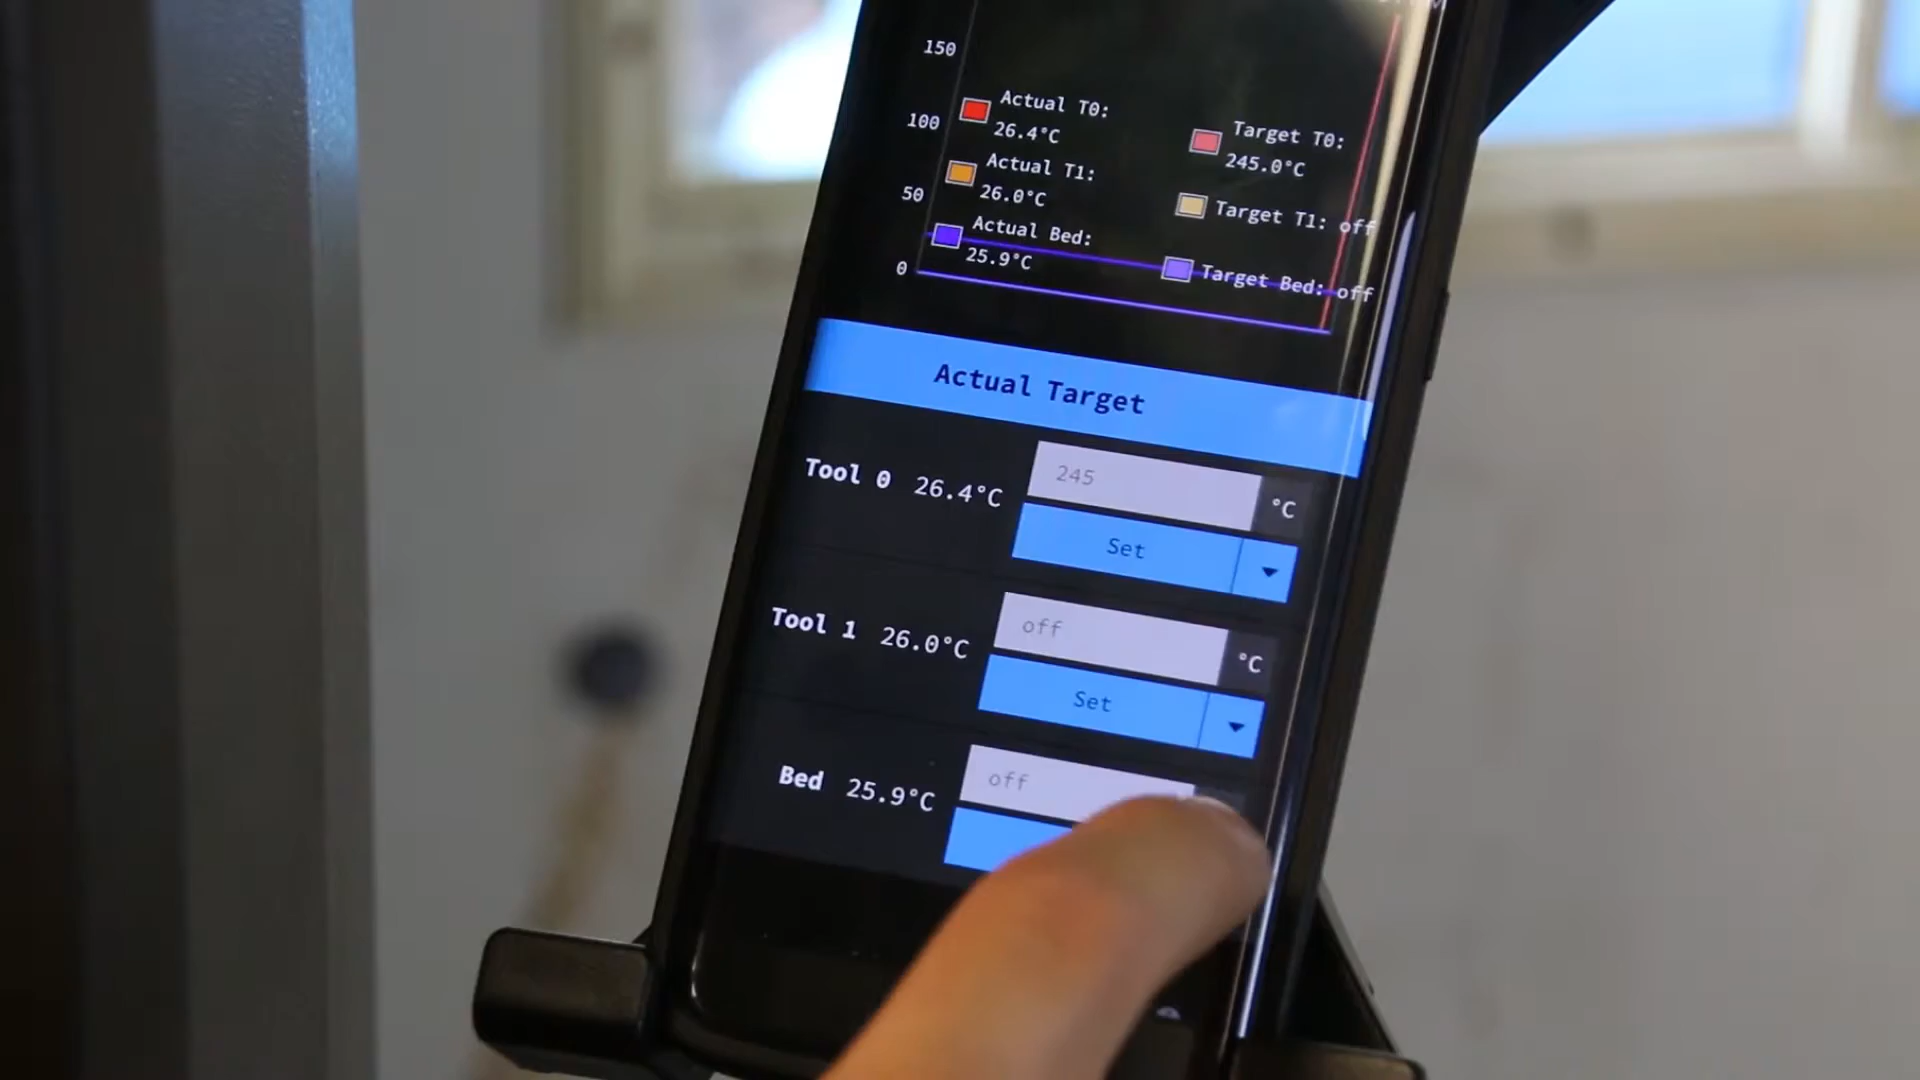 150
100
50
0
Actual T0:
26.4°C
Actual T1:
26.0°C
Actual Bed:
25.9°C
Target T0:
245.0°C
Target T1: off
Target Bed: off
Actual Target
Tool 0 26.4°C 245 °C
Set
Tool 1 26.0°C off °C
Set
Bed 25.9°C off